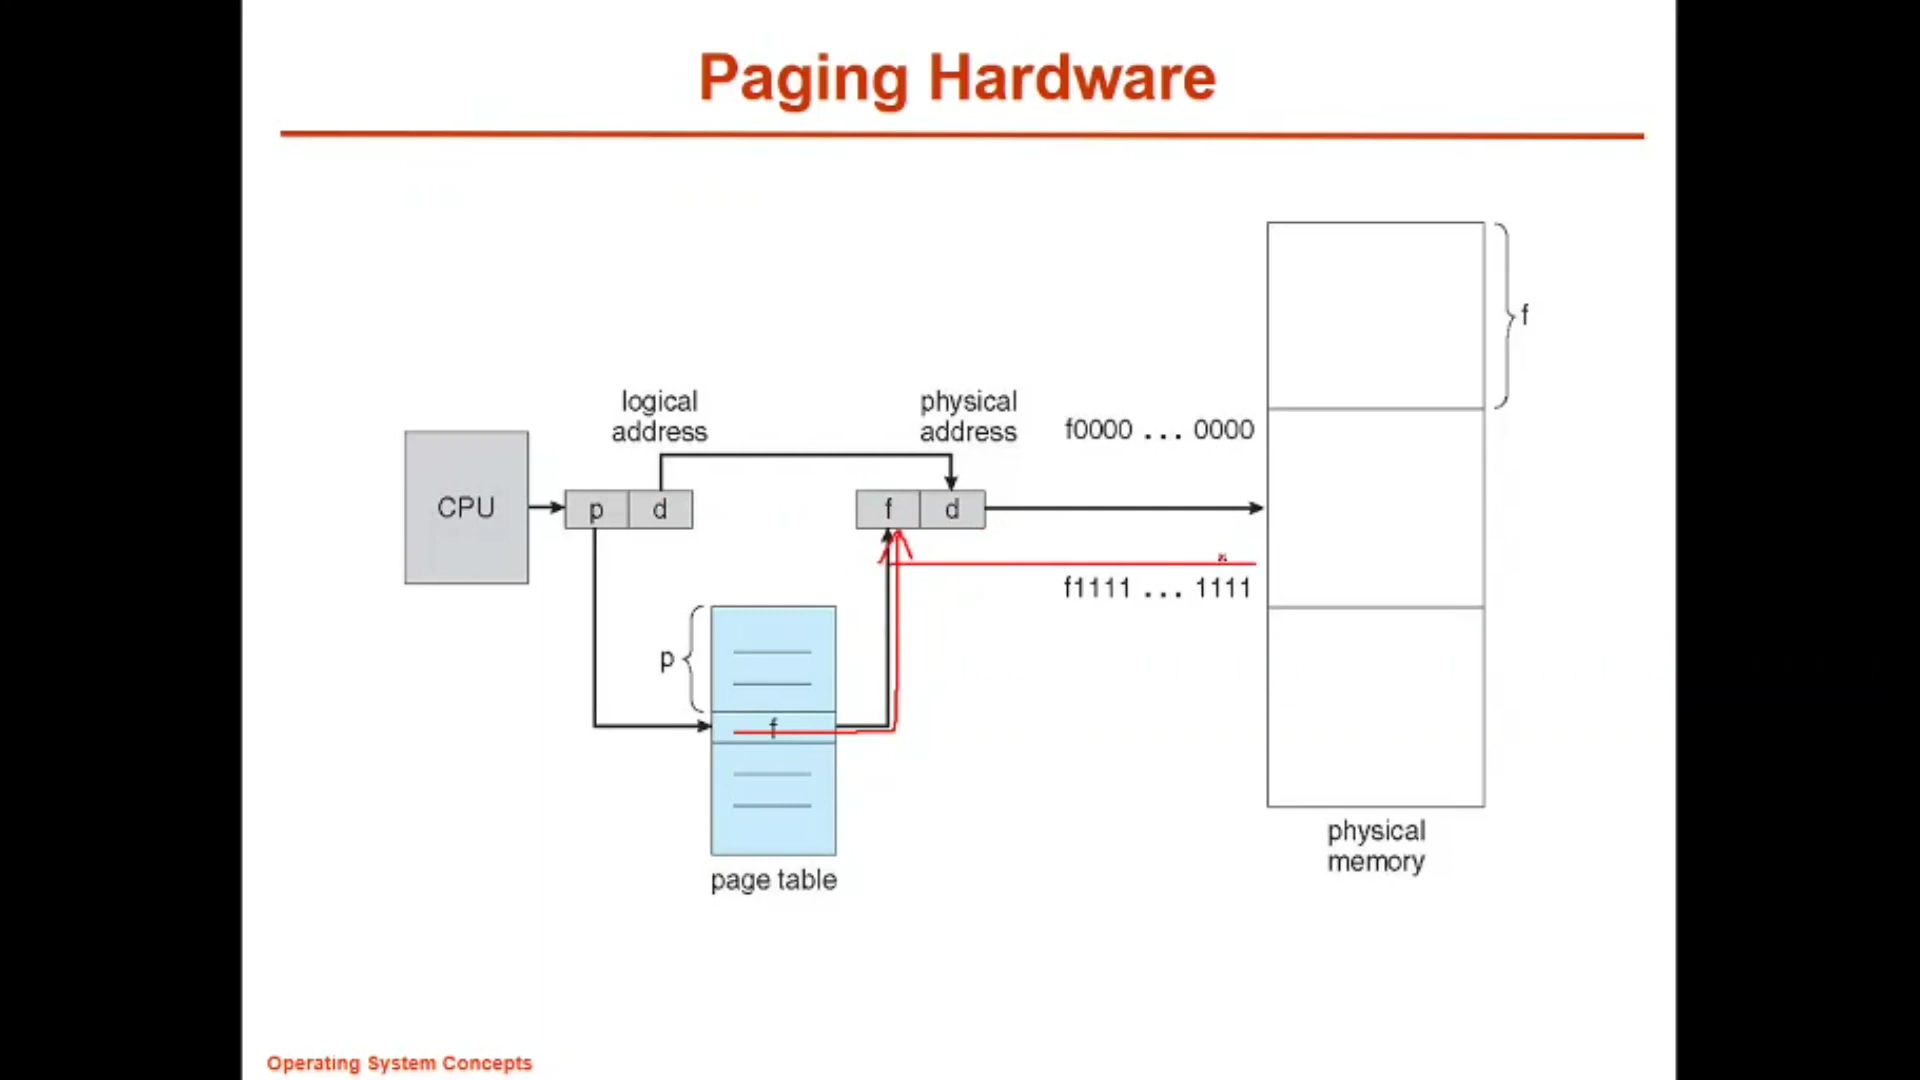 Paging Hardware
f
logical
address
physical
address
f0000 ... 0000
CPU
p
d
f
d
f1111 ... 1111
p
f
page table
physical
memory
Operating System Concepts